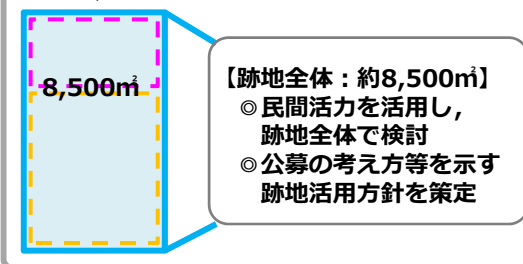 8,500㎡
【跡地全体：約8,500㎡】
◎民間活力を活用し，
跡地全体で検討
◎公募の考え方等を示す
跡地活用方針を策定